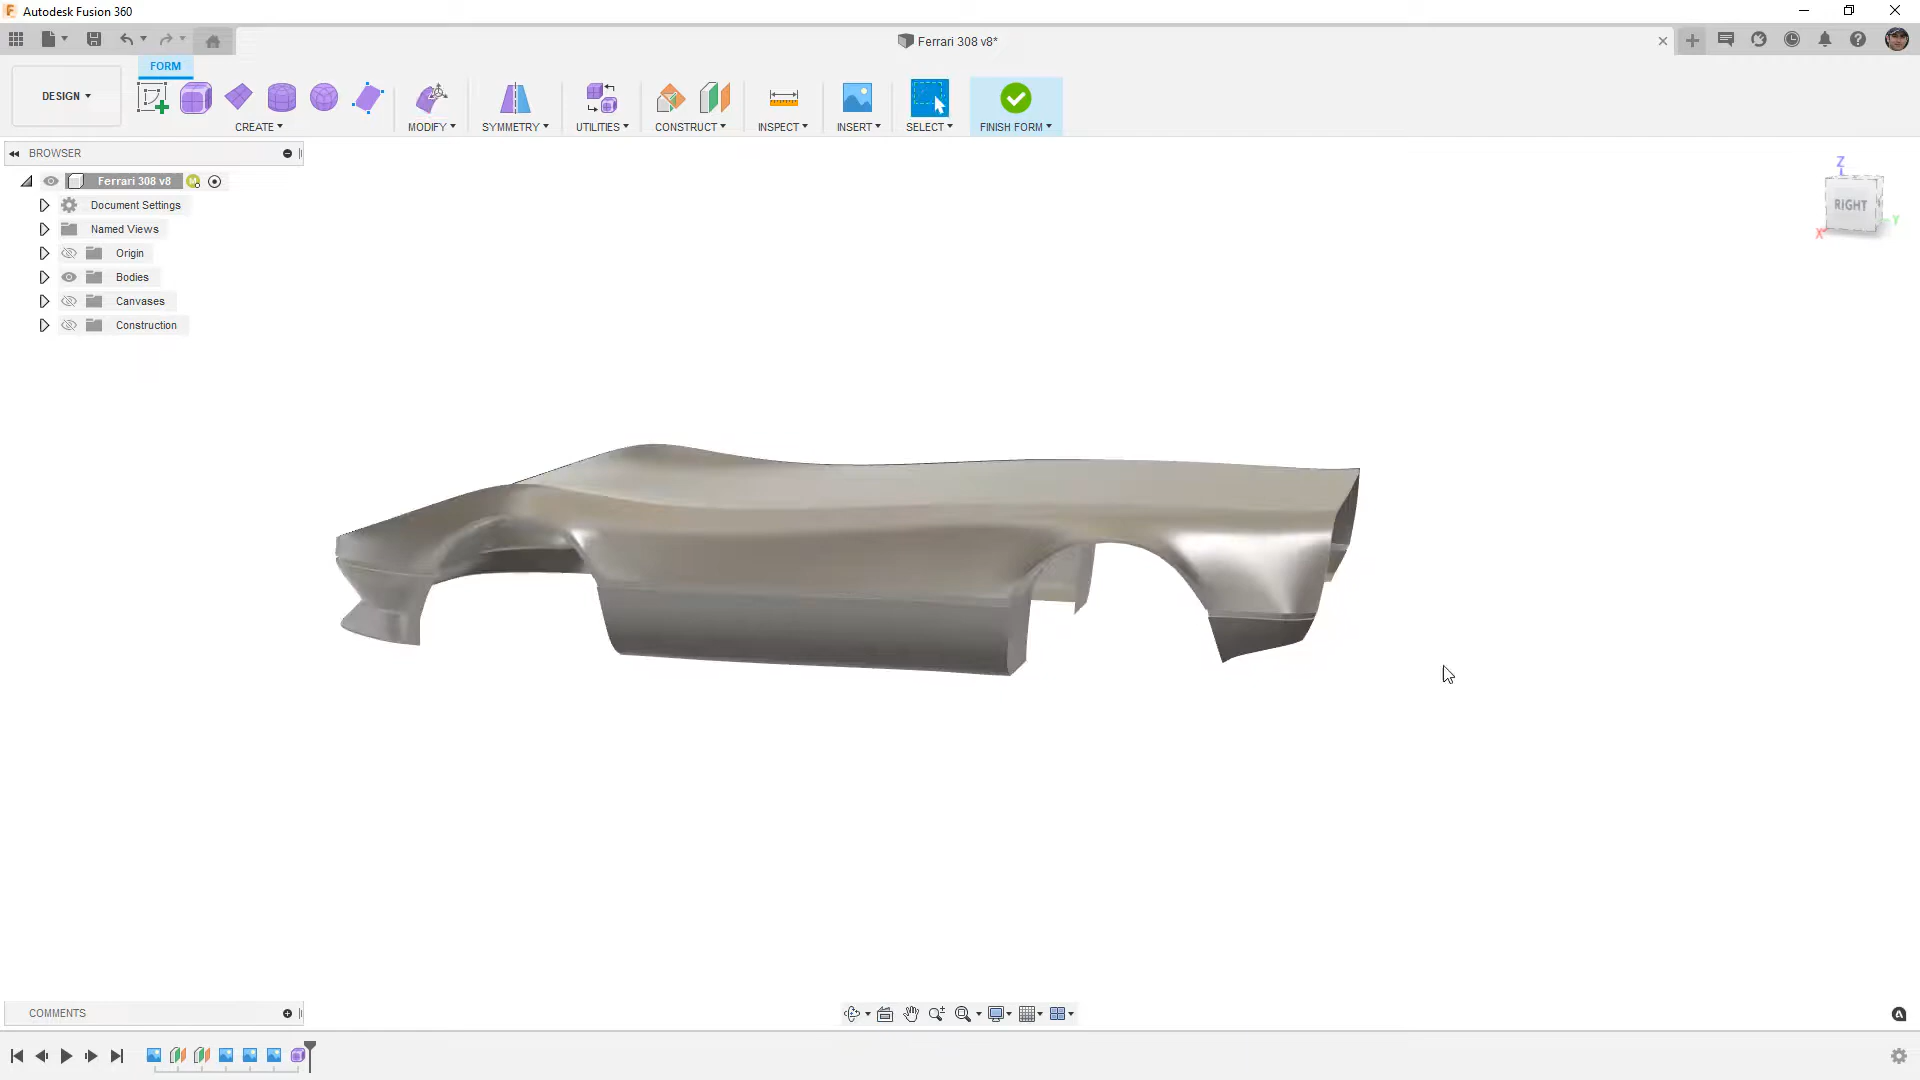 Autodesk Fusion 360
Ferrari 308 v8*
FORM
DESIGN
CREATE
MODIFY
SYMMETRY
UTILITIES
CONSTRUCT
INSPECT
INSERT
SELECT
FINISH FORM
BROWSER
Ferrari 308 v8
Document Settings
Named Views
Origin
Bodies
Canvases
Construction
Z
RIGHT
Y
X
COMMENTS